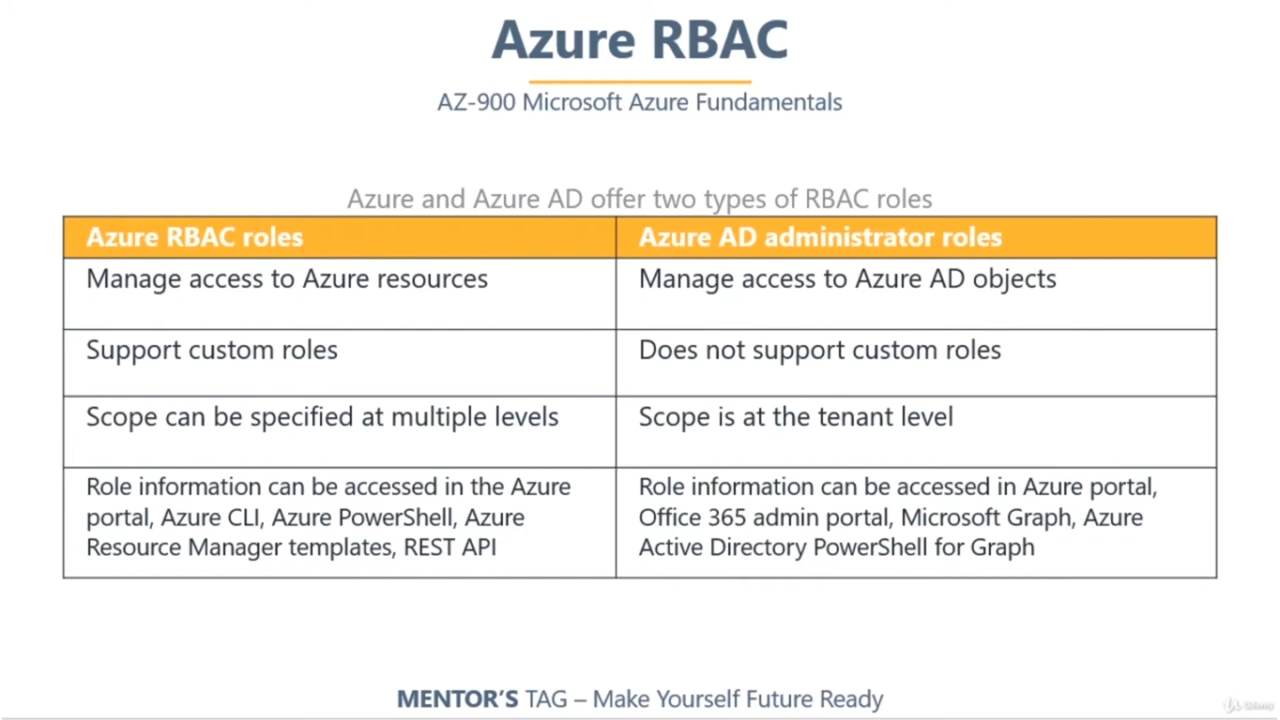 Azure RBAC
AZ-900 Microsoft Azure Fundamentals
Azure and Azure AD offer two types of RBAC roles
Azure RBAC roles
Azure AD administrator roles
Manage access to Azure resources
Manage access to Azure AD objects
Support custom roles
Does not support custom roles
Scope can be specified at multiple levels
Scope is at the tenant level
Role information can be accessed in the Azure
portal, Azure CLI, Azure PowerShell, Azure
Resource Manager templates, REST API
Role information can be accessed in Azure portal,
Office 365 admin portal, Microsoft Graph, Azure
Active Directory PowerShell for Graph
MENTOR'S TAG – Make Yourself Future Ready
Udemy